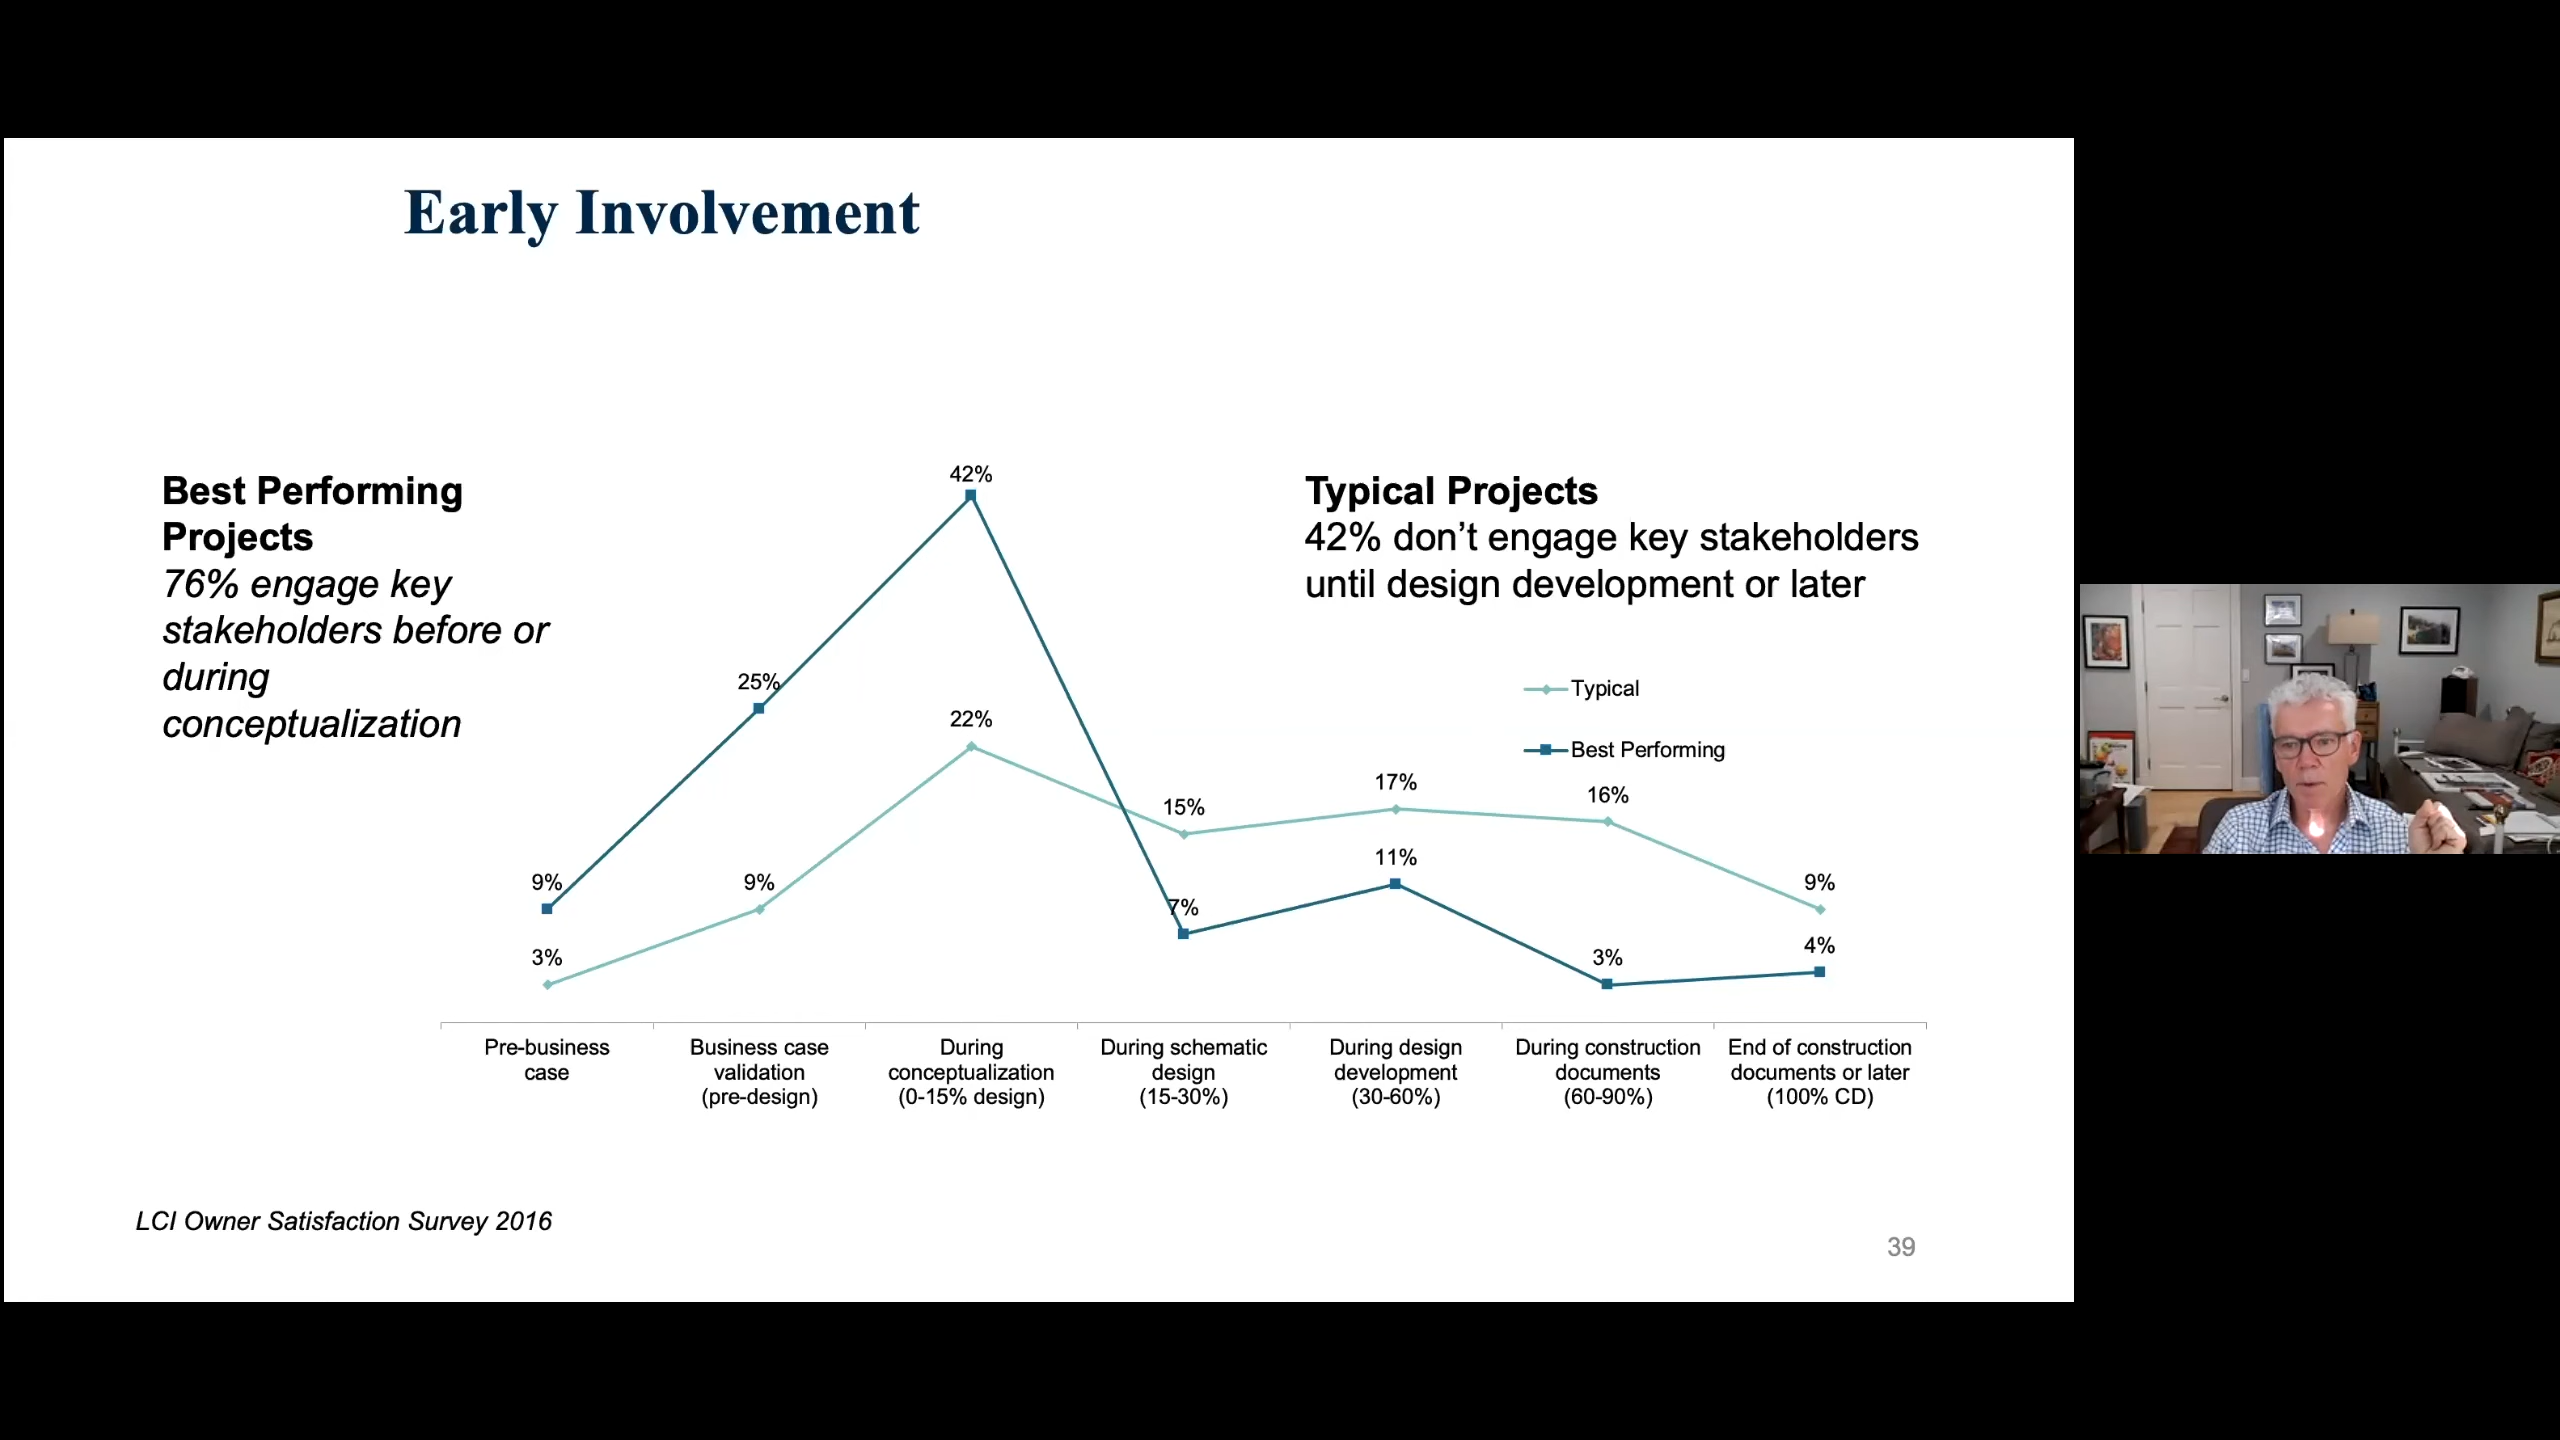 Early Involvement
Best Performing
Projects
76% engage key
stakeholders before or
during
conceptualization
Typical Projects
42% don’t engage key stakeholders
until design development or later
Typical
Best Performing
42%
25%
22%
17%
16%
15%
11%
9%
9%
9%
7%
4%
3%
3%
Pre-business
case
Business case
validation
(pre-design)
During
conceptualization
(0-15% design)
During schematic
design
(15-30%)
During design
development
(30-60%)
During construction
documents
(60-90%)
End of construction
documents or later
(100% CD)
LCI Owner Satisfaction Survey 2016
39